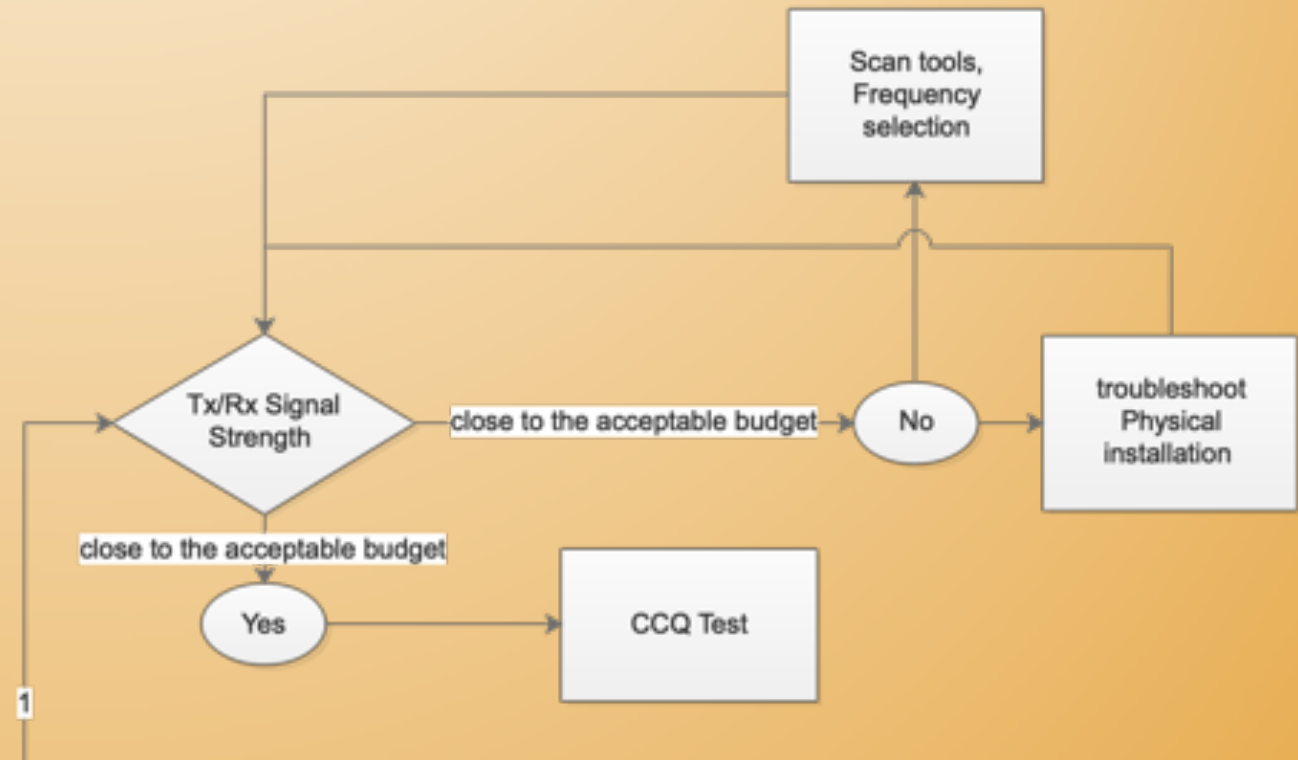 Scan tools,
Frequency
selection
Tx/Rx Signal
Strength
close to the acceptable budget
No
troubleshoot
Physical
installation
close to the acceptable budget
Yes
CCQ Test
1